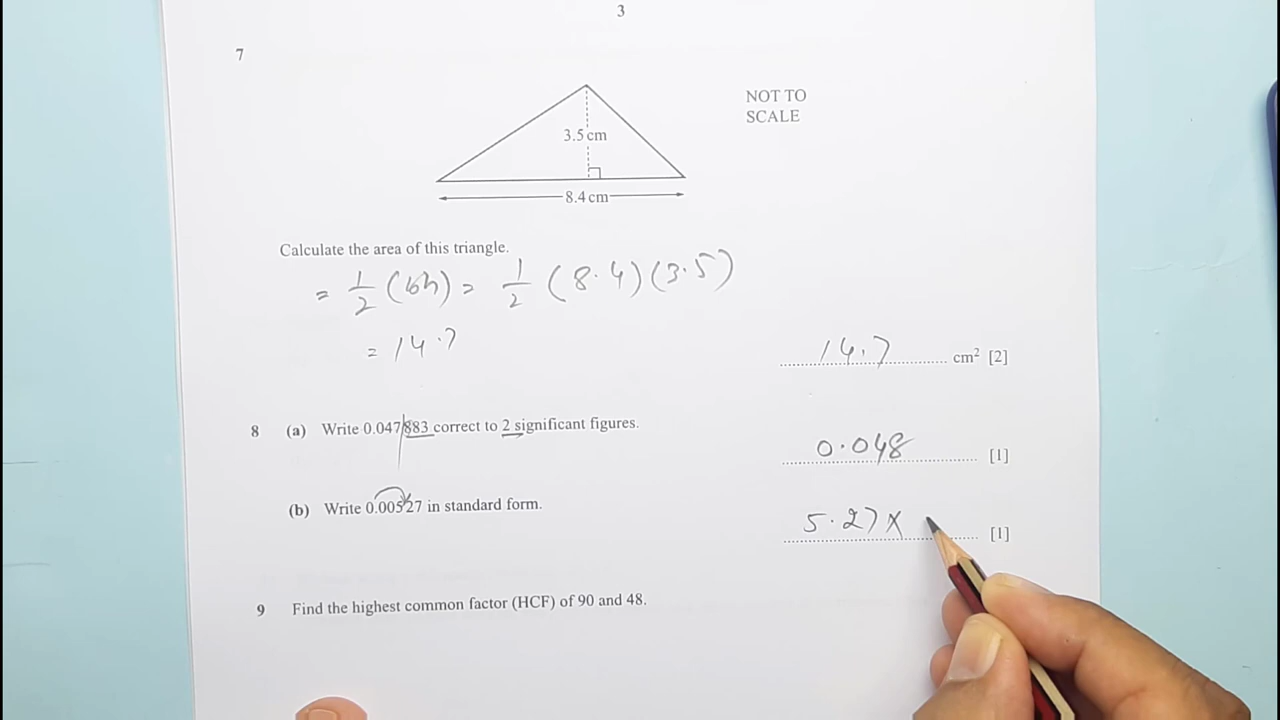 3
7
NOT TO
SCALE
3.5 cm
8.4 cm
Calculate the area of this triangle.
= 1/2 (bh) = 1/2 (8.4)(3.5)
= 14.7
14.7 cm² [2]
8 (a) Write 0.047883 correct to 2 significant figures.
0.048 [1]
(b) Write 0.00527 in standard form.
5.27 x [1]
9 Find the highest common factor (HCF) of 90 and 48.